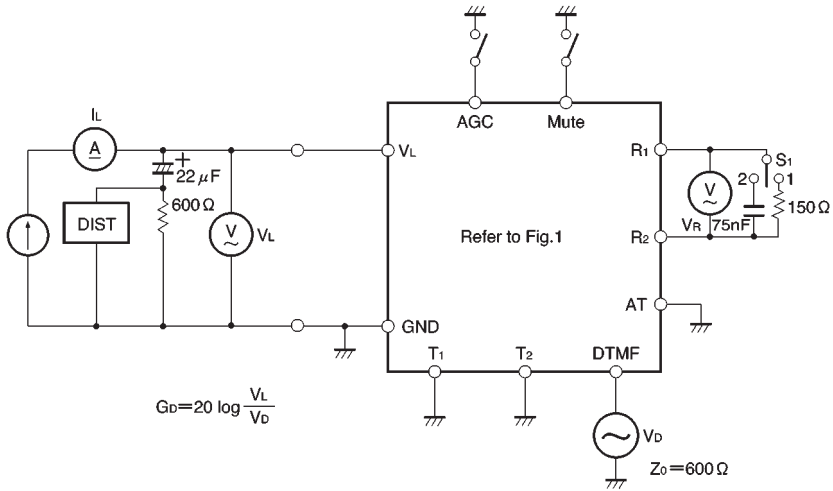 AGC
Mute
IL
A
VL
R1
S1
+
22 μF
2
1
600 Ω
DIST
V
VL
V
150 Ω
VR
75nF
Refer to Fig.1
R2
AT
GND
T1
T2
DTMF
GD=20 log VL
VD
VD
Z0=600 Ω